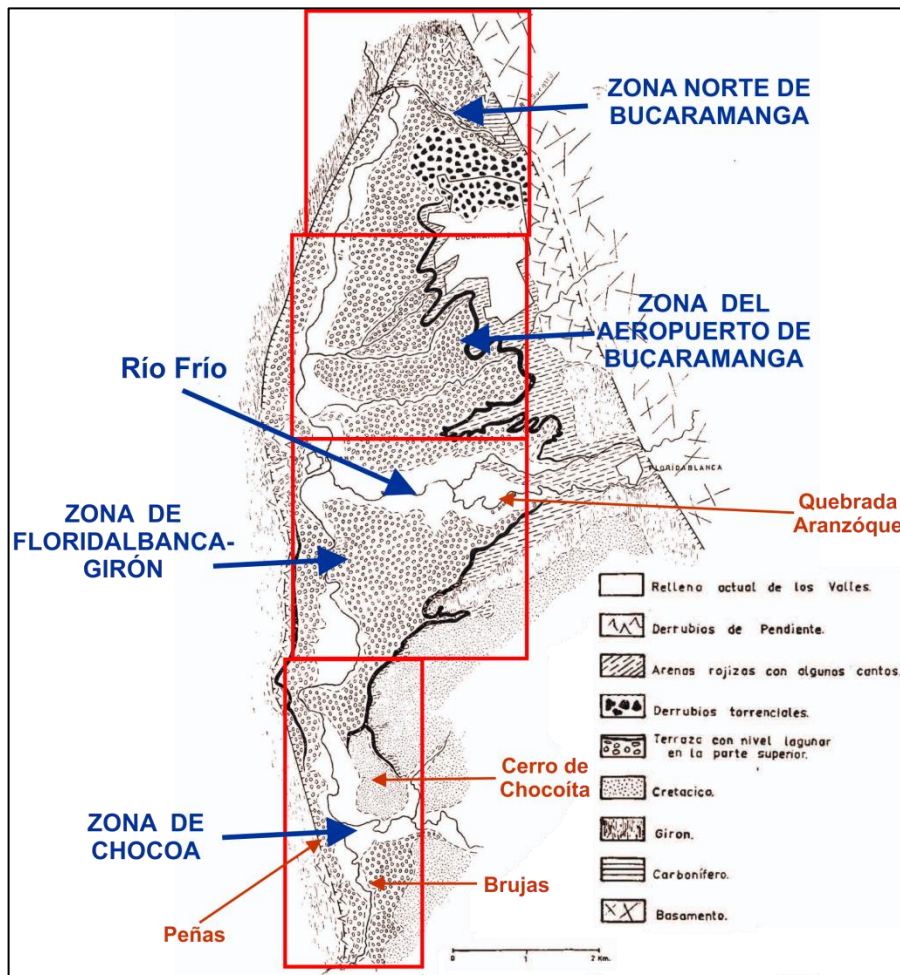 ZONA NORTE DE
BUCARAMANGA
ZONA DEL
AEROPUERTO DE
BUCARAMANGA
Río Frío
FLORIDABLANCA
ZONA DE
FLORIDALBANCA-
GIRÓN
Quebrada
Aranzóque
Relleno actual de los Valles.
Derrubios de Pendiente.
Arenas rojizas con algunos cantos.
Derrubios torrenciales.
Terraza con nivel lagunar
en la parte superior.
Cretacico.
Giron.
Carbonífero.
Basamento.
Cerro de
Chocoíta
ZONA DE
CHOCOA
Brujas
Peñas
0 1 2 Km.